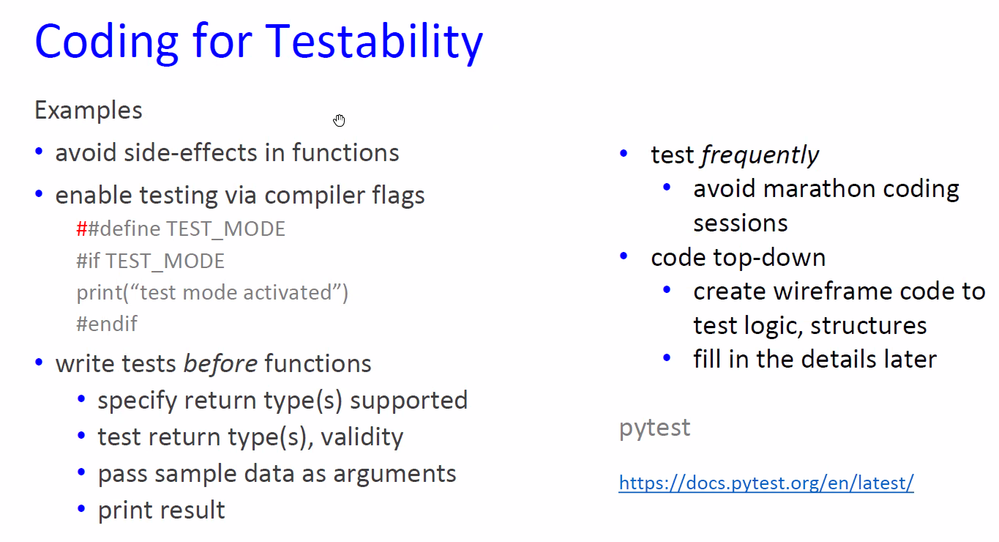 Coding for Testability
Examples
• avoid side-effects in functions
• enable testing via compiler flags
##define TEST_MODE
#if TEST_MODE
print(“test mode activated”)
#endif
• write tests before functions
• specify return type(s) supported
• test return type(s), validity
• pass sample data as arguments
• print result
• test frequently
• avoid marathon coding
sessions
• code top-down
• create wireframe code to
test logic, structures
• fill in the details later
pytest
https://docs.pytest.org/en/latest/